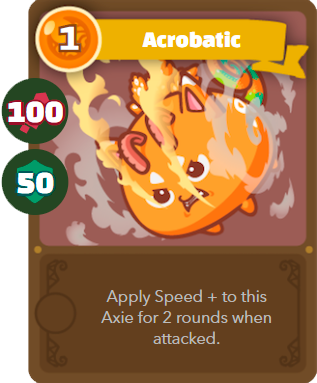 1
Acrobatic
100
50
Apply Speed + to this
Axie for 2 rounds when
attacked.